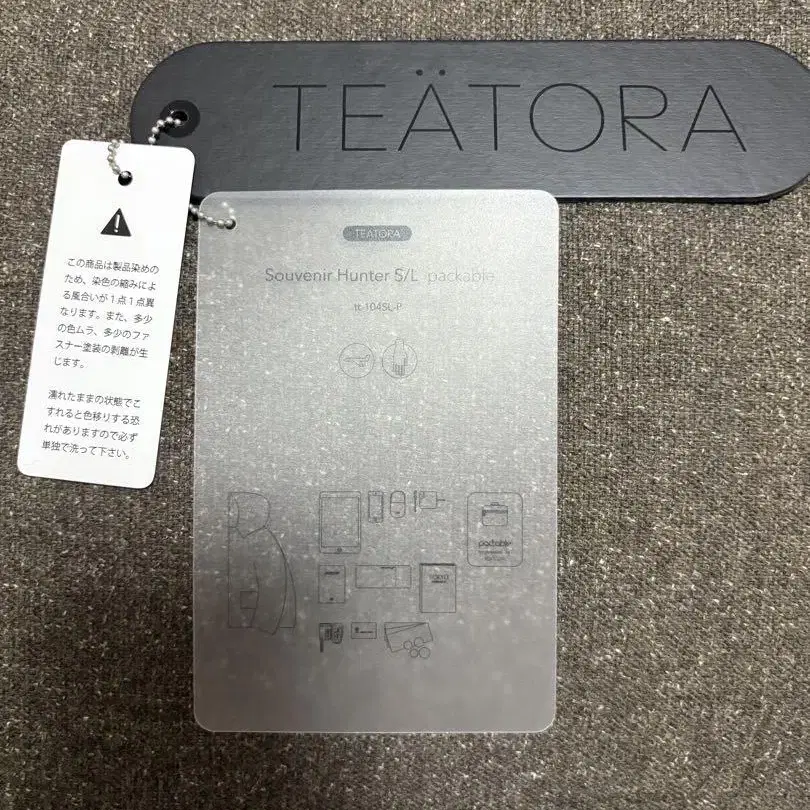 TEÄTORA
TEÄTORA
Souvenir Hunter S/L packable
tt-104SL-P
packable
TOKYO
この商品は製品染めの
ため、染色の縮みによ
る風合いが1点1点異
なります。また、多少
の色ムラ、多少のファ
スナー塗装の剥離が生
じます。
濡れたままの状態でこ
すれると色移りする恐
れがありますので必ず
単独で洗って下さい。